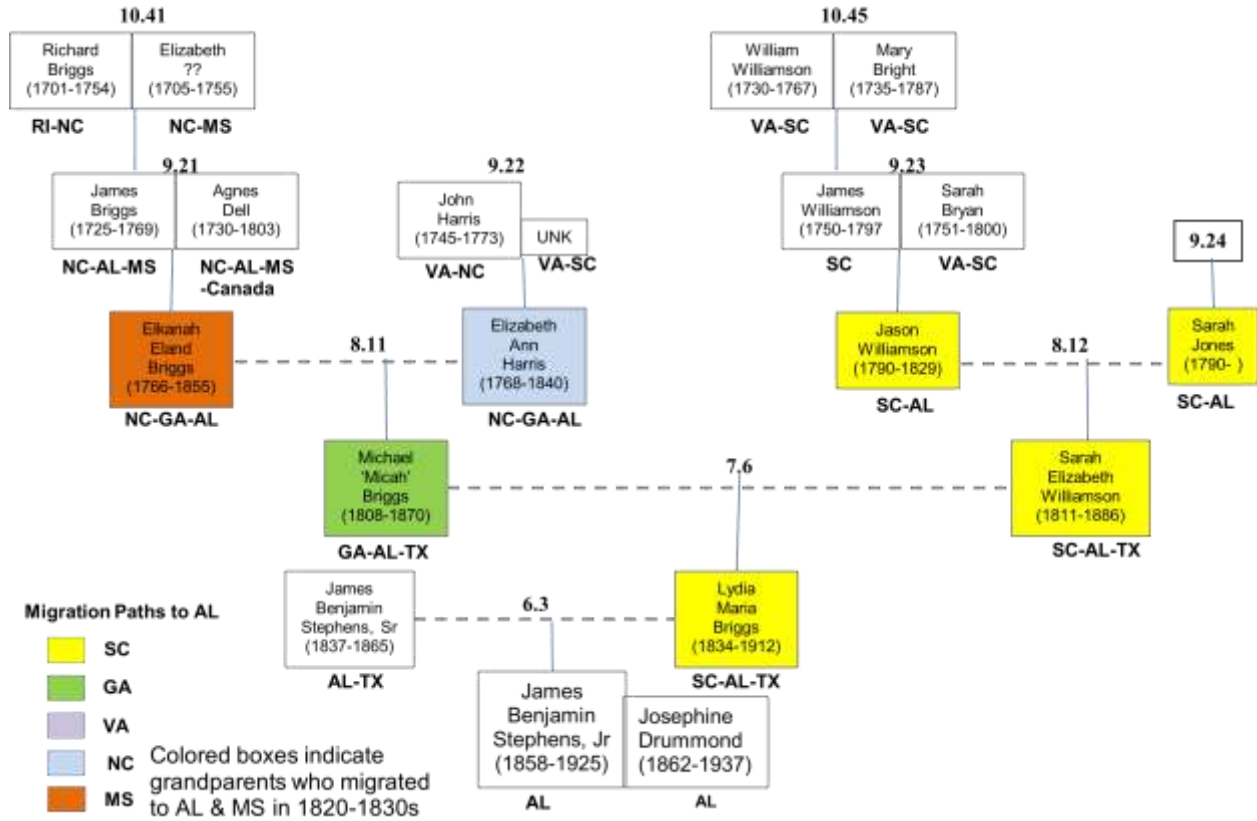 10.41
10.45
Richard
Briggs
(1701-1754)
Elizabeth
??
(1705-1755)
William
Williamson
(1730-1767)
Mary
Bright
(1735-1787)
RI-NC
NC-MS
VA-SC
VA-SC
9.21
9.22
9.23
James
Briggs
(1725-1769)
Agnes
Dell
(1730-1803)
John
Harris
(1745-1773)
UNK
James
Williamson
(1750-1797
Sarah
Bryan
(1751-1800)
9.24
NC-AL-MS
NC-AL-MS
-Canada
VA-NC
VA-SC
SC
VA-SC
Elkanah
Eland
Briggs
(1766-1855)
8.11
Elizabeth
Ann
Harris
(1768-1840)
Jason
Williamson
(1790-1829)
8.12
Sarah
Jones
(1790- )
NC-GA-AL
NC-GA-AL
SC-AL
SC-AL
Michael
'Micah'
Briggs
(1808-1870)
7.6
Sarah
Elizabeth
Williamson
(1811-1886)
GA-AL-TX
SC-AL-TX
James
Benjamin
Stephens, Sr
(1837-1865)
6.3
Lydia
Maria
Briggs
(1834-1912)
AL-TX
SC-AL-TX
James
Benjamin
Stephens, Jr
(1858-1925)
Josephine
Drummond
(1862-1937)
AL
AL
Migration Paths to AL
SC
GA
VA
NC
MS
Colored boxes indicate
grandparents who migrated
to AL & MS in 1820-1830s